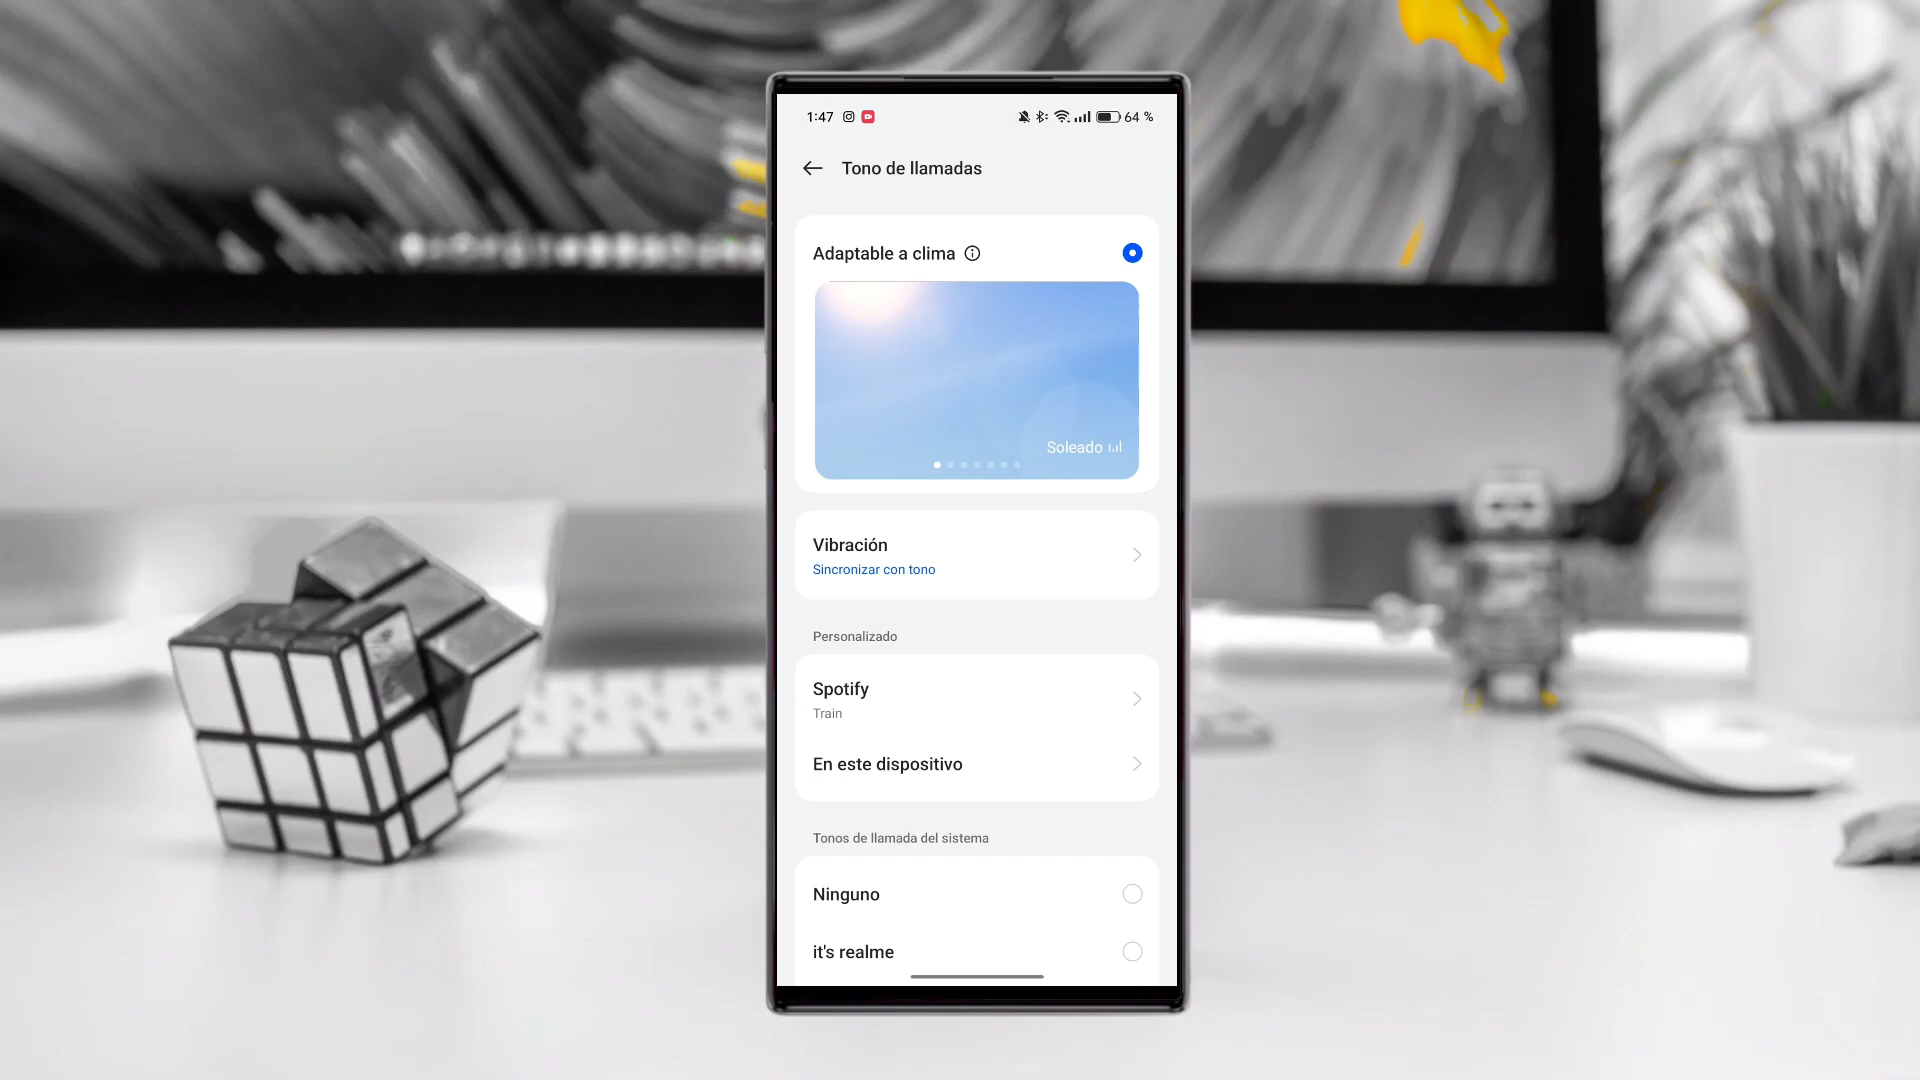 1:47
64 %
Tono de llamadas
Adaptable a clima
Soleado
Vibración
Sincronizar con tono
Personalizado
Spotify
Train
En este dispositivo
Tonos de llamada del sistema
Ninguno
it's realme